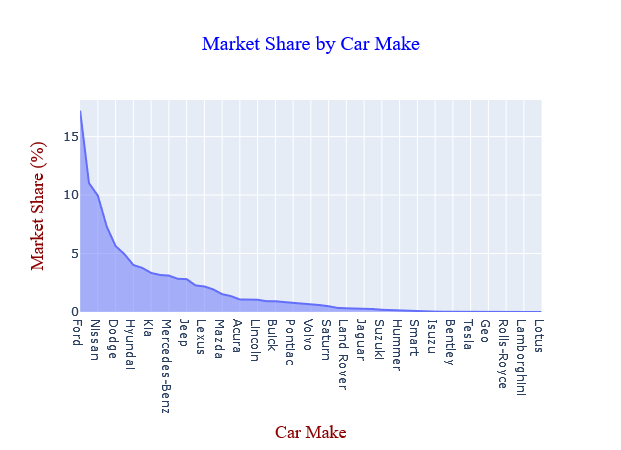 Market Share by Car Make
Market Share (%)
15
10
5
0
Ford
Nissan
Dodge
Hyundai
Kia
Mercedes-Benz
Jeep
Lexus
Mazda
Acura
Lincoln
Buick
Pontiac
Volvo
Saturn
Land Rover
Jaguar
Suzuki
Hummer
Smart
Isuzu
Bentley
Tesla
Geo
Rolls-Royce
Lamborghini
Lotus
Car Make